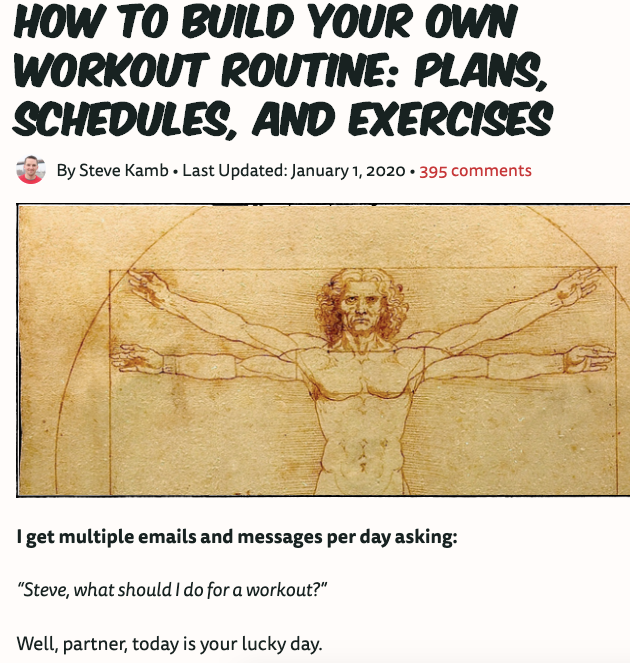 HOW TO BUILD YOUR OWN
WORKOUT ROUTINE: PLANS,
SCHEDULES, AND EXERCISES
By Steve Kamb • Last Updated: January 1, 2020 • 395 comments
I get multiple emails and messages per day asking:
“Steve, what should I do for a workout?”
Well, partner, today is your lucky day.